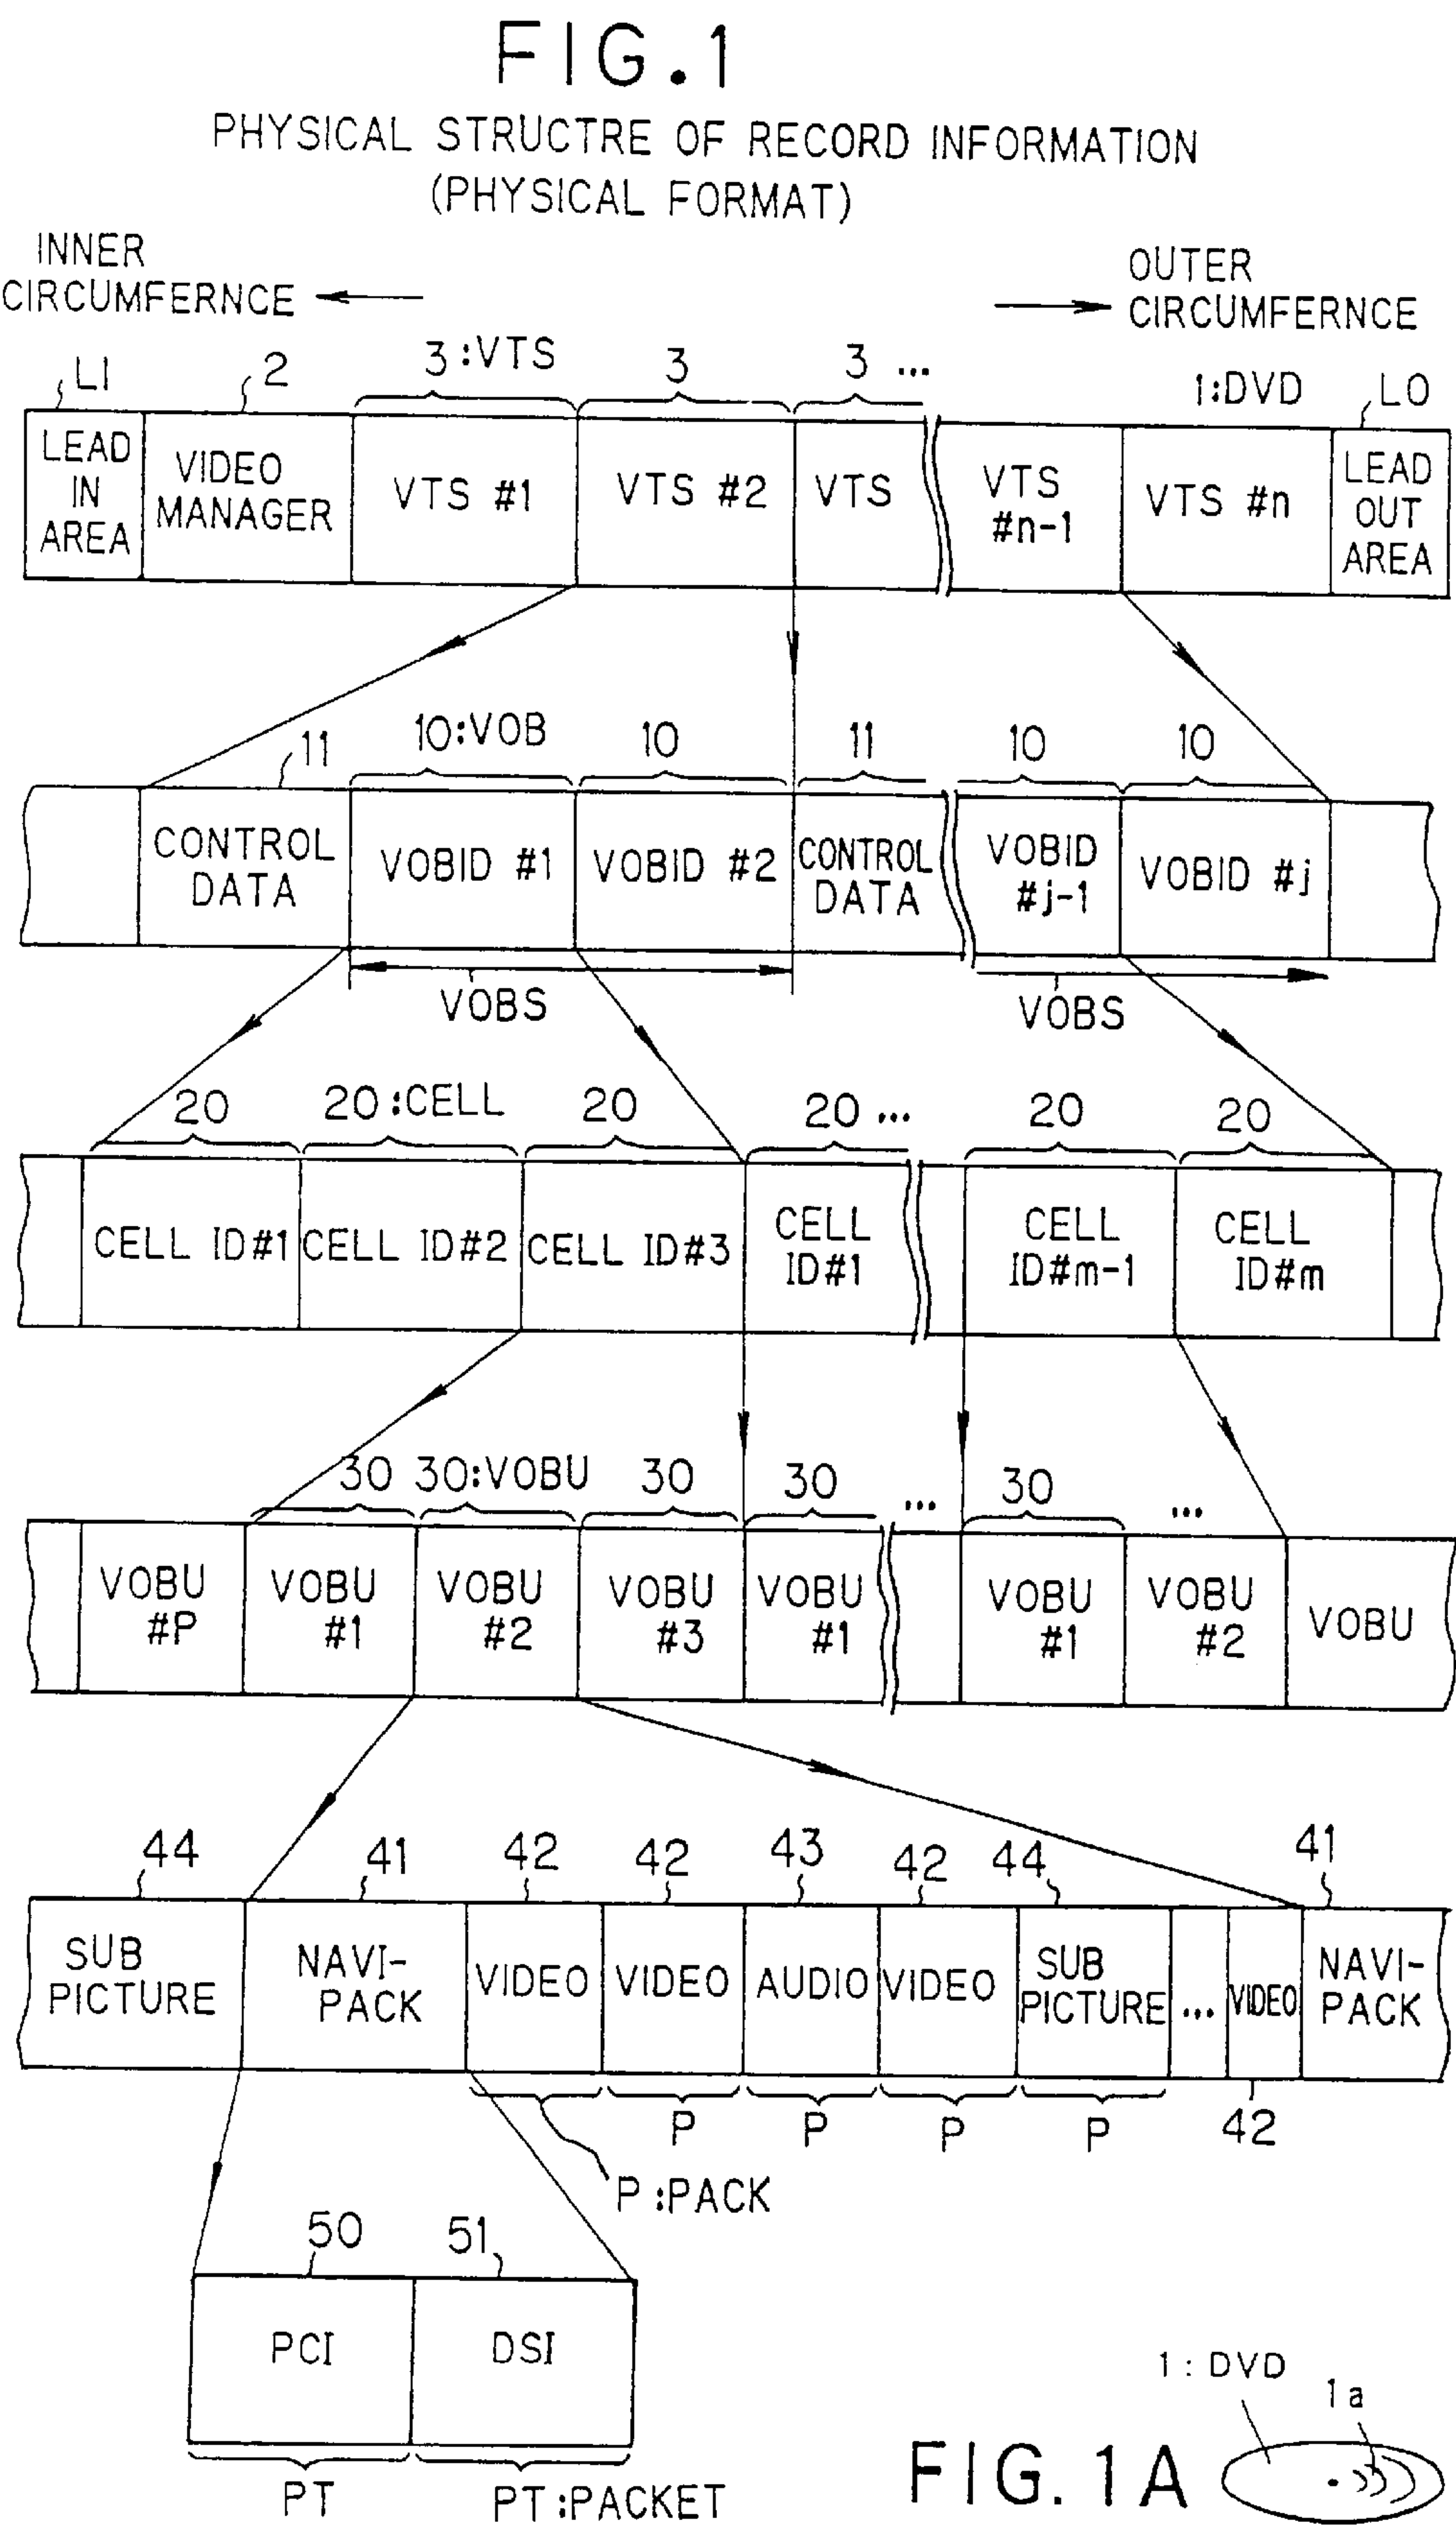 FIG.1
PHYSICAL STRUCTRE OF RECORD INFORMATION
(PHYSICAL FORMAT)
INNER
CIRCUMFERNCE
OUTER
CIRCUMFERNCE
LI
2
3:VTS
3
3 ...
1:DVD
LO
LEAD
IN
AREA
VIDEO
MANAGER
VTS #1
VTS #2
VTS
VTS
#n-1
VTS #n
LEAD
OUT
AREA
11
10:VOB
10
11
10
10
CONTROL
DATA
VOBID #1
VOBID #2
CONTROL
DATA
VOBID
#j-1
VOBID #j
VOBS
VOBS
20
20:CELL
20
20 ...
20
20
CELL ID#1
CELL ID#2
CELL ID#3
CELL
ID#1
CELL
ID#m-1
CELL
ID#m
30
30:VOBU
30
30
...
30
...
VOBU
#P
VOBU
#1
VOBU
#2
VOBU
#3
VOBU
#1
VOBU
#1
VOBU
#2
VOBU
44
41
42
42
43
42
44
41
SUB
PICTURE
NAVI-
PACK
VIDEO
VIDEO
AUDIO
VIDEO
SUB
PICTURE
...
VIDEO
NAVI-
PACK
P
P
P
P
42
P:PACK
50
51
PCI
DSI
PT
PT:PACKET
1: DVD
1a
FIG. 1A